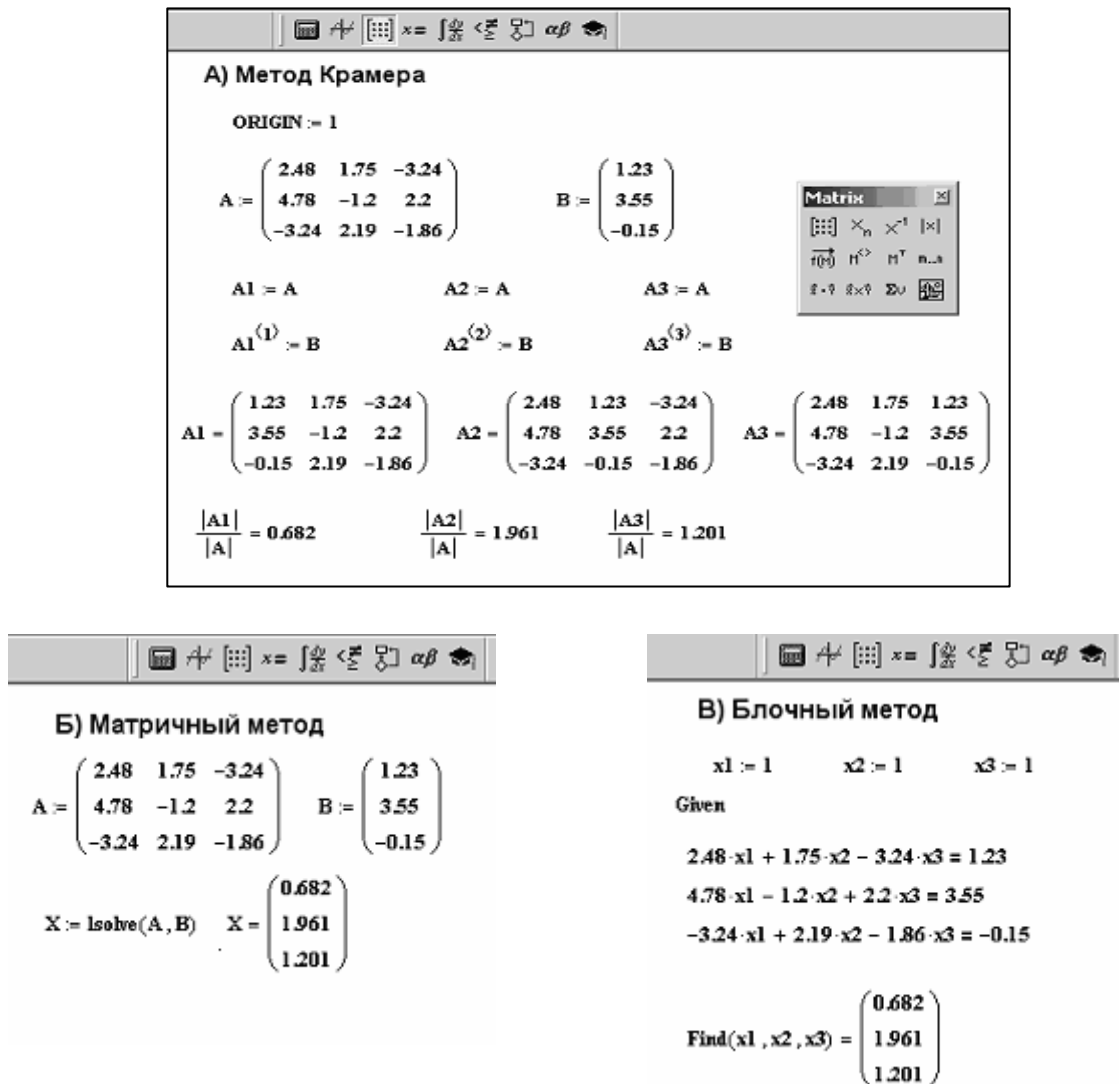 А) Метод Крамера
ORIGIN := 1
A := ( 2.48 1.75 −3.24
4.78 −1.2 2.2
−3.24 2.19 −1.86 )
B := ( 1.23
3.55
−0.15 )
Matrix
A1 := A A2 := A A3 := A
A1⟨1⟩ := B A2⟨2⟩ := B A3⟨3⟩ := B
A1 = ( 1.23 1.75 −3.24
3.55 −1.2 2.2
−0.15 2.19 −1.86 )
A2 = ( 2.48 1.23 −3.24
4.78 3.55 2.2
−3.24 −0.15 −1.86 )
A3 = ( 2.48 1.75 1.23
4.78 −1.2 3.55
−3.24 2.19 −0.15 )
|A1| / |A| = 0.682 |A2| / |A| = 1.961 |A3| / |A| = 1.201
Б) Матричный метод
A := ( 2.48 1.75 −3.24
4.78 −1.2 2.2
−3.24 2.19 −1.86 )
B := ( 1.23
3.55
−0.15 )
X := lsolve(A , B) X = ( 0.682
1.961
1.201 )
В) Блочный метод
x1 := 1 x2 := 1 x3 := 1
Given
2.48·x1 + 1.75·x2 − 3.24·x3 = 1.23
4.78·x1 − 1.2·x2 + 2.2·x3 = 3.55
−3.24·x1 + 2.19·x2 − 1.86·x3 = −0.15
Find(x1 , x2 , x3) = ( 0.682
1.961
1.201 )